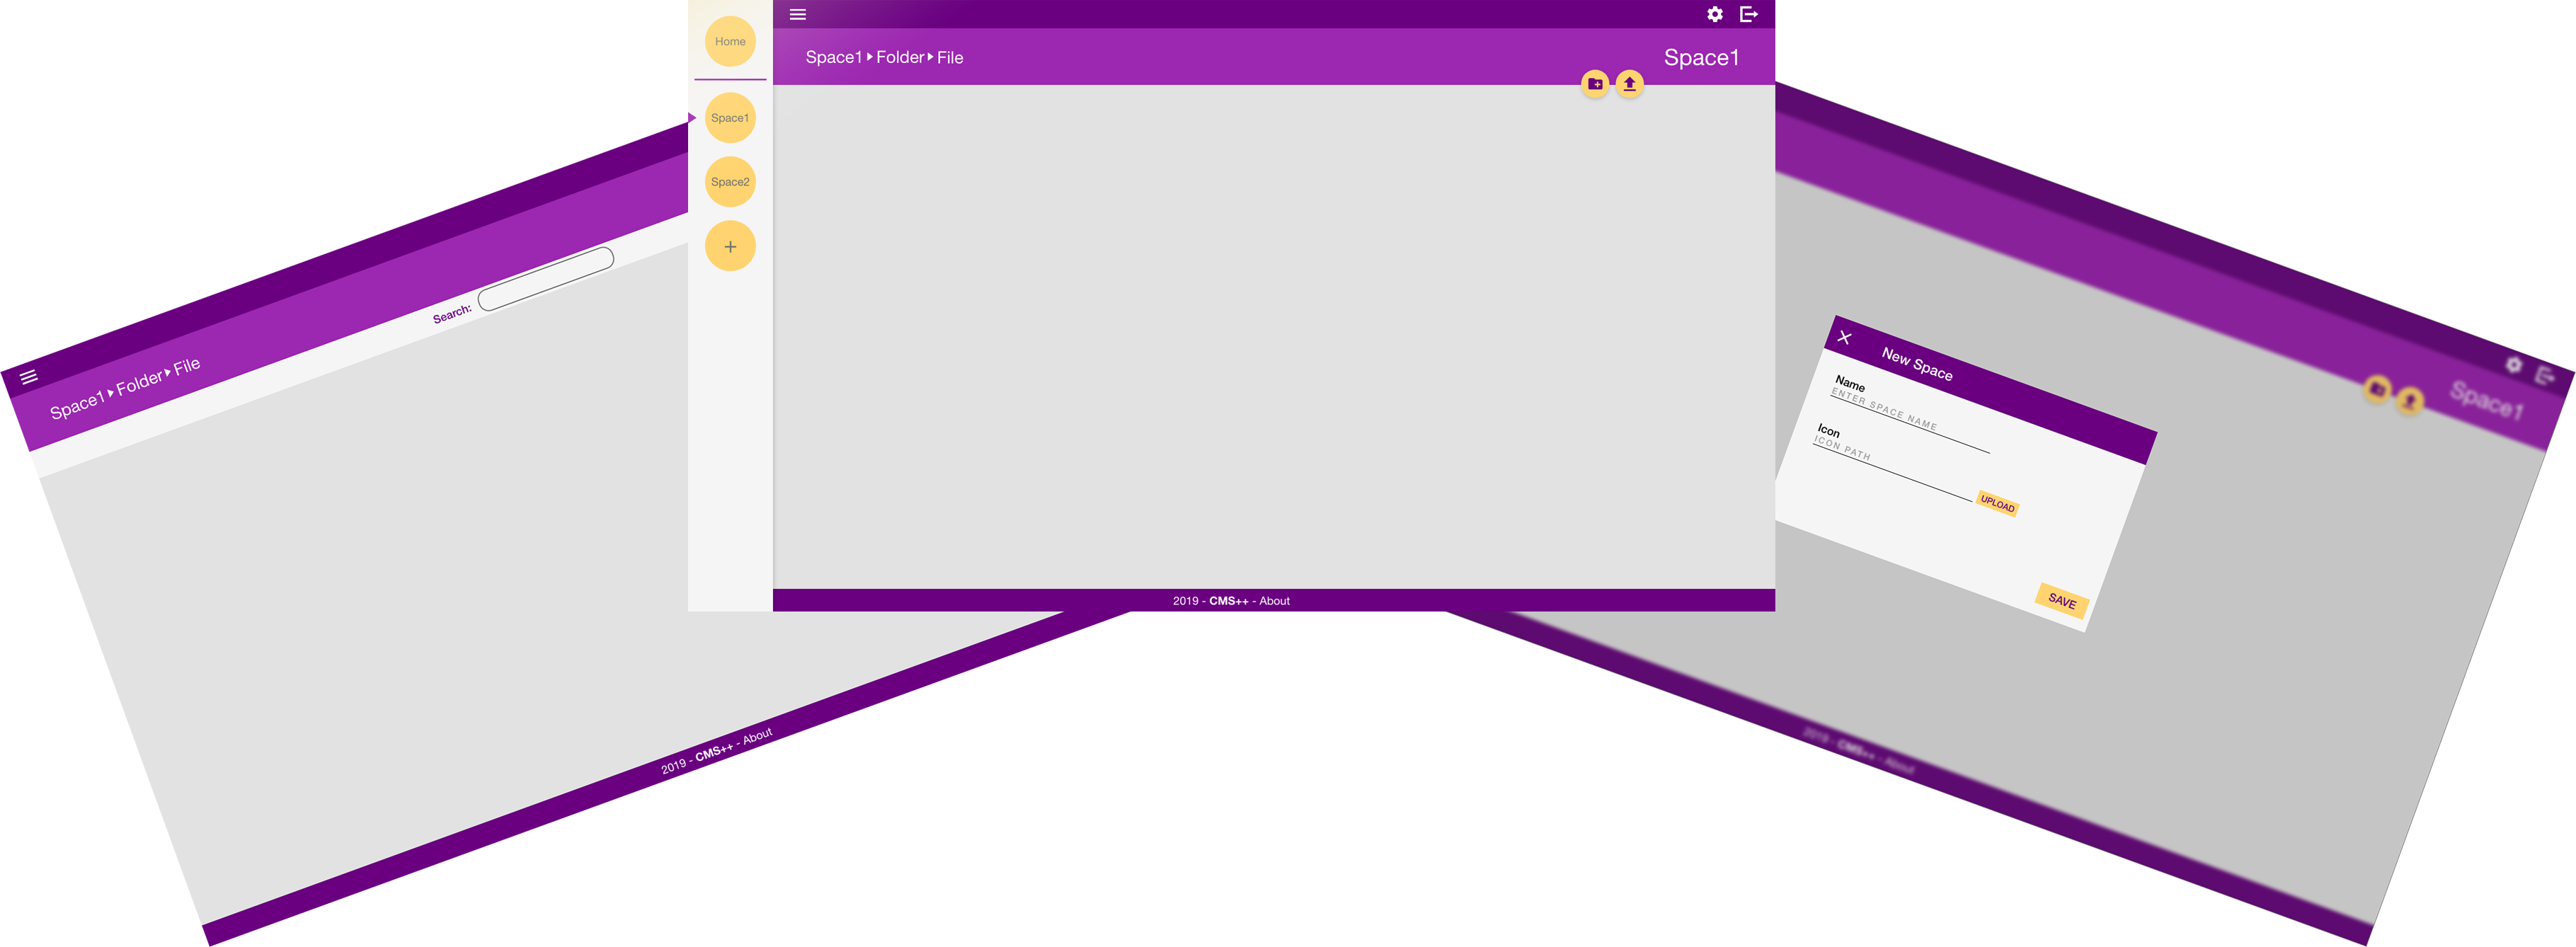 Space1 Folder File
Search:
2019 - CMS++ - About
Home
Space1
Space2
+
Space1 Folder File
Space1
2019 - CMS++ - About
Space1
New Space
Name
ENTER SPACE NAME
Icon
ICON PATH
UPLOAD
SAVE
2019 - CMS++ - About